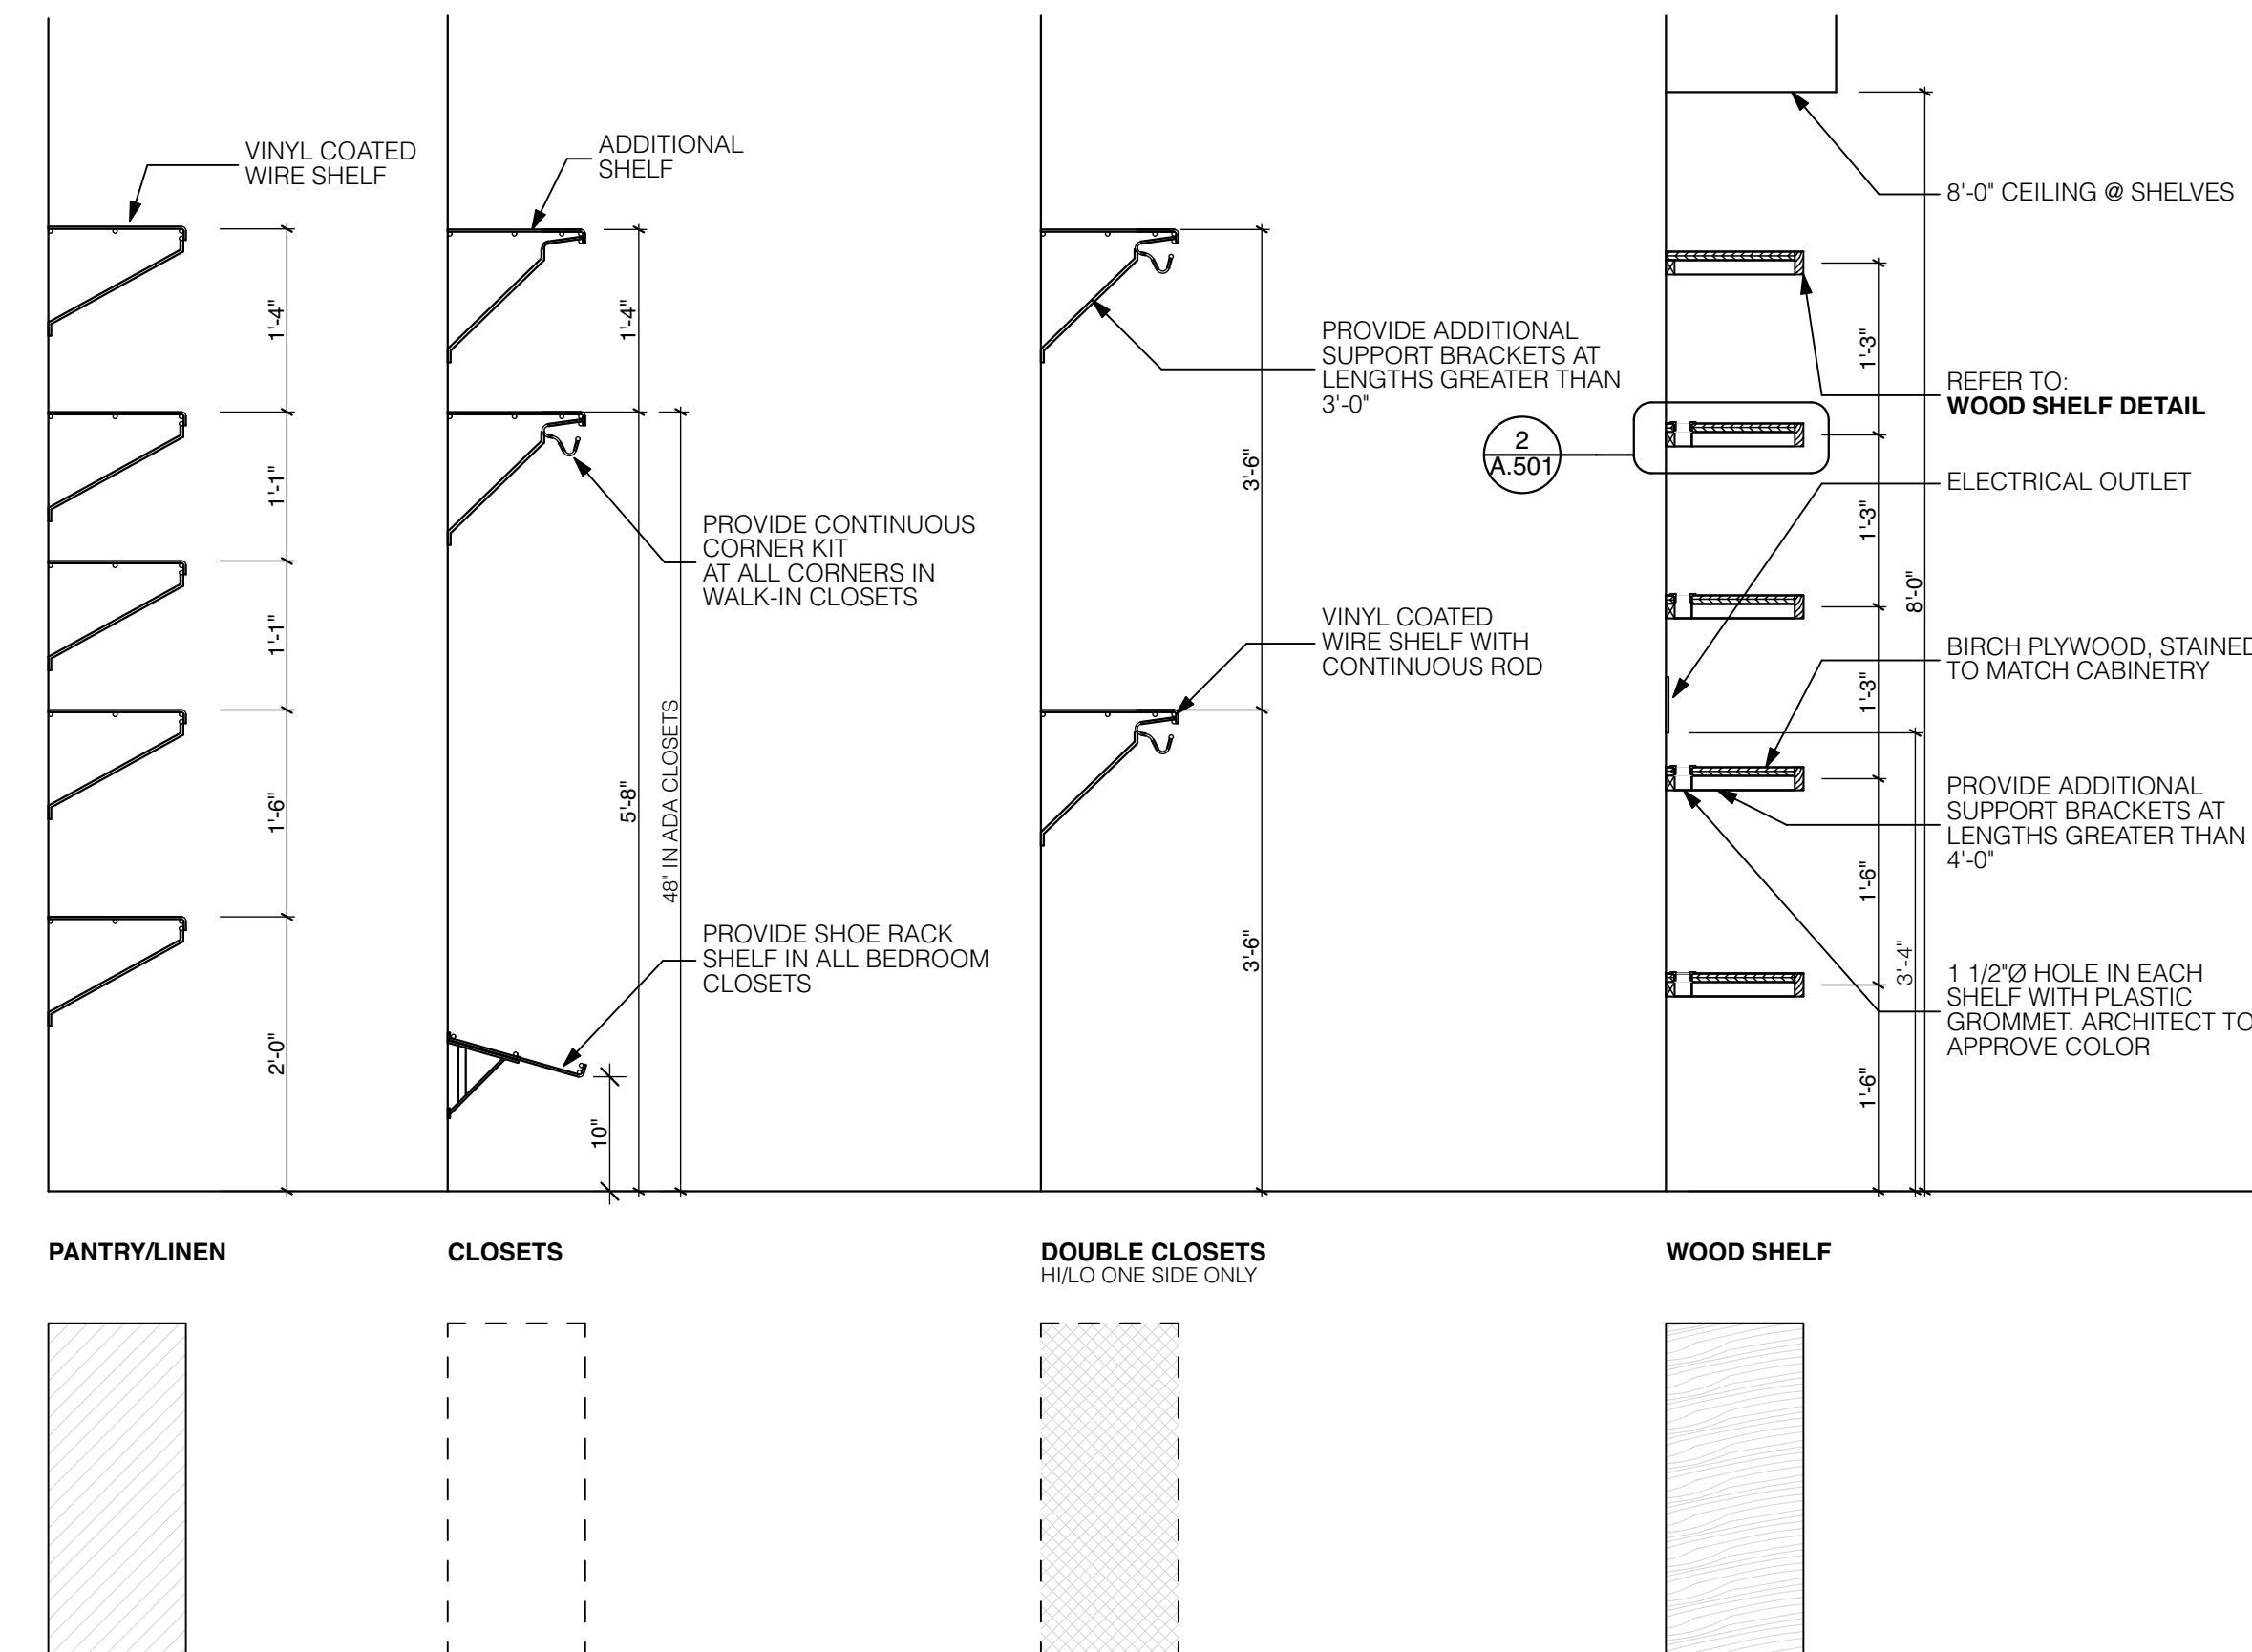 VINYL COATED
WIRE SHELF
1'-4"
1'-1"
1'-1"
1'-6"
2'-0"
PANTRY/LINEN
ADDITIONAL
SHELF
1'-4"
PROVIDE CONTINUOUS
CORNER KIT
AT ALL CORNERS IN
WALK-IN CLOSETS
5'-8"
48" IN ADA CLOSETS
PROVIDE SHOE RACK
SHELF IN ALL BEDROOM
CLOSETS
10"
CLOSETS
PROVIDE ADDITIONAL
SUPPORT BRACKETS AT
LENGTHS GREATER THAN
3'-0"
3'-6"
VINYL COATED
WIRE SHELF WITH
CONTINUOUS ROD
3'-6"
DOUBLE CLOSETS
HI/LO ONE SIDE ONLY
8'-0" CEILING @ SHELVES
1'-3"
REFER TO:
WOOD SHELF DETAIL
2
A.501
ELECTRICAL OUTLET
1'-3"
8'-0"
BIRCH PLYWOOD, STAINED
TO MATCH CABINETRY
1'-3"
PROVIDE ADDITIONAL
SUPPORT BRACKETS AT
LENGTHS GREATER THAN
4'-0"
1'-6"
3'-4"
1 1/2"Ø HOLE IN EACH
SHELF WITH PLASTIC
GROMMET. ARCHITECT TO
APPROVE COLOR
1'-6"
WOOD SHELF